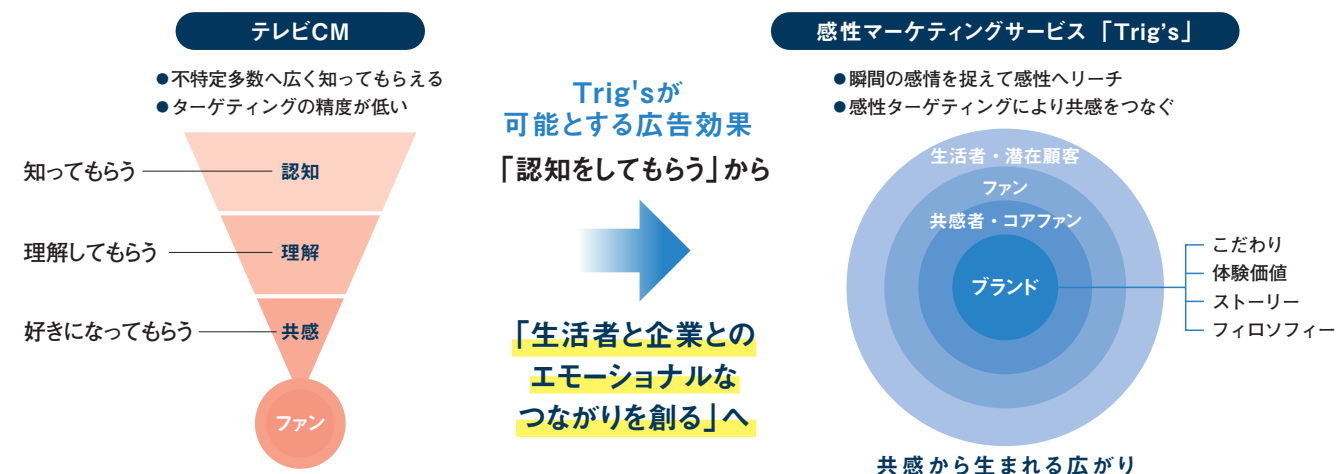 テレビCM
●不特定多数へ広く知ってもらえる
●ターゲティングの精度が低い
知ってもらう
認知
理解してもらう
理解
好きになってもらう
共感
ファン
Trig'sが
可能とする広告効果
「認知をしてもらう」から
「生活者と企業との
エモーショナルな
つながりを創る」へ
感性マーケティングサービス「Trig's」
●瞬間の感情を捉えて感性へリーチ
●感性ターゲティングにより共感をつなぐ
生活者・潜在顧客
ファン
共感者・コアファン
ブランド
こだわり
体験価値
ストーリー
フィロソフィー
共感から生まれる広がり